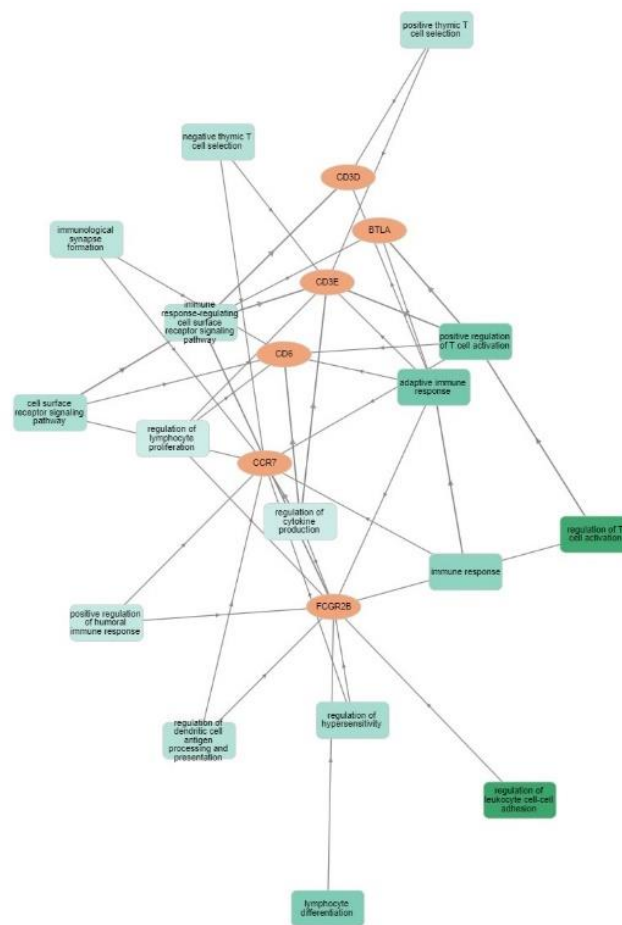 positive thymic T
cell selection
negative thymic T
cell selection
CD3D
BTLA
immunological
synapse
formation
CD3E
immune
response-regulating
cell surface
receptor signaling
pathway
positive regulation
of T cell activation
CD6
adaptive immune
response
cell surface
receptor signaling
pathway
regulation of
lymphocyte
proliferation
CCR7
regulation of
cytokine
production
regulation of T
cell activation
immune response
FCGR2B
positive regulation
of humoral
immune response
regulation of
hypersensitivity
regulation of
dendritic cell
antigen
processing and
presentation
regulation of
leukocyte cell-cell
adhesion
lymphocyte
differentiation